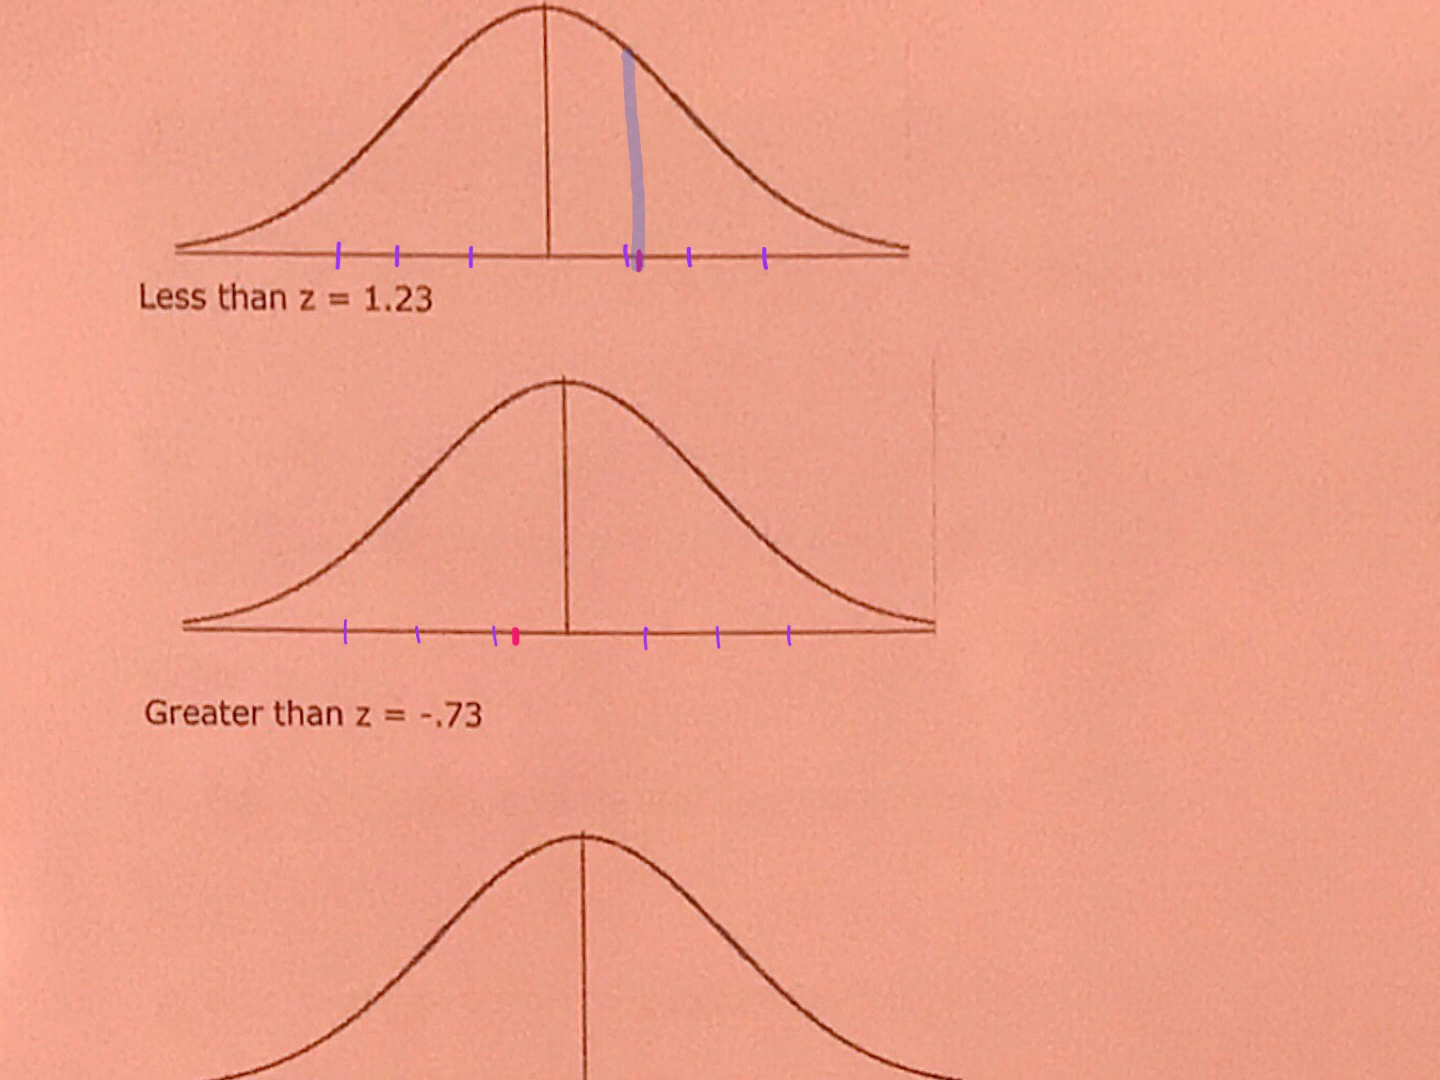 Less than z = 1.23
Greater than z = -.73